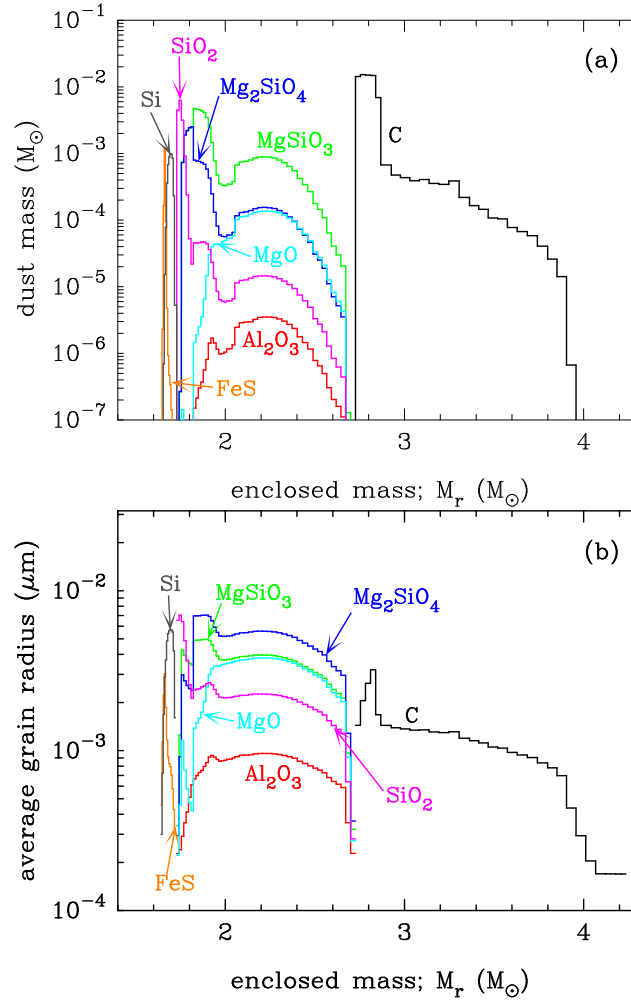 10⁻¹
(a)
SiO₂
10⁻²
Mg₂SiO₄
Si
MgSiO₃
C
10⁻³
dust mass (M☉)
10⁻⁴
MgO
10⁻⁵
Al₂O₃
10⁻⁶
FeS
10⁻⁷
2 3 4
enclosed mass; Mᵣ (M☉)
(b)
Si
10⁻²
MgSiO₃
Mg₂SiO₄
average grain radius (μm)
C
MgO
10⁻³
Al₂O₃
SiO₂
FeS
10⁻⁴
2 3 4
enclosed mass; Mᵣ (M☉)